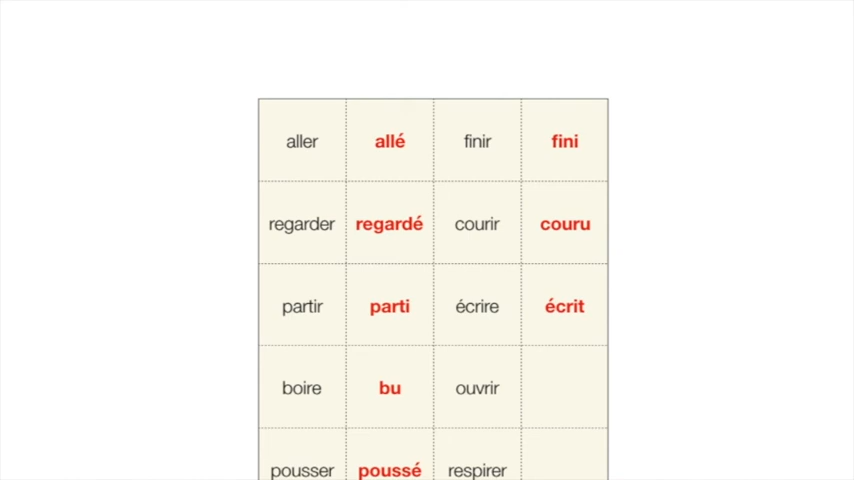 aller allé finir fini
regarder regardé courir couru
partir parti écrire écrit
boire bu ouvrir
pousser poussé respirer